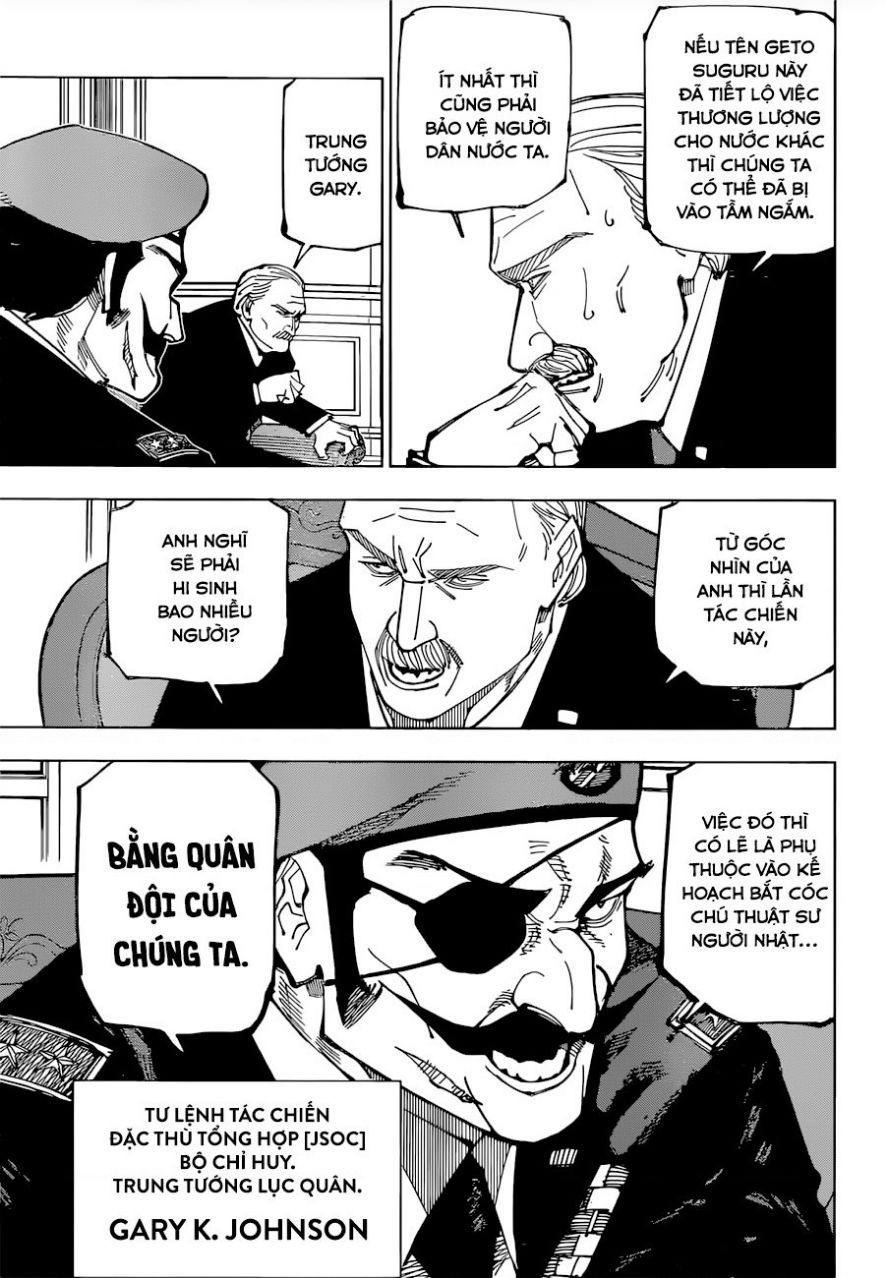 NẾU TÊN GETO
SUGURU NÀY
ĐÃ TIẾT LỘ VIỆC
THƯƠNG LƯỢNG
CHO NƯỚC KHÁC
THÌ CHÚNG TA
CÓ THỂ ĐÃ BỊ
VÀO TẦM NGẮM.
ÍT NHẤT THÌ
CŨNG PHẢI
BẢO VỆ NGƯỜI
DÂN NƯỚC TA.
TRUNG
TƯỚNG
GARY.
TỪ GÓC
NHÌN CỦA
ANH THÌ LẦN
TÁC CHIẾN
NÀY,
ANH NGHĨ
SẼ PHẢI
HI SINH
BAO NHIỀU
NGƯỜI?
VIỆC ĐÓ THÌ
CÓ LẼ LÀ PHỤ
THUỘC VÀO KẾ
HOẠCH BẮT CÓC
CHÚ THUẬT SƯ
NGƯỜI NHẬT...
BẰNG QUÂN
ĐỘI CỦA
CHÚNG TA.
TƯ LỆNH TÁC CHIẾN
ĐẶC THÙ TỔNG HỢP [JSOC]
BỘ CHỈ HUY.
TRUNG TƯỚNG LỤC QUÂN.
GARY K. JOHNSON